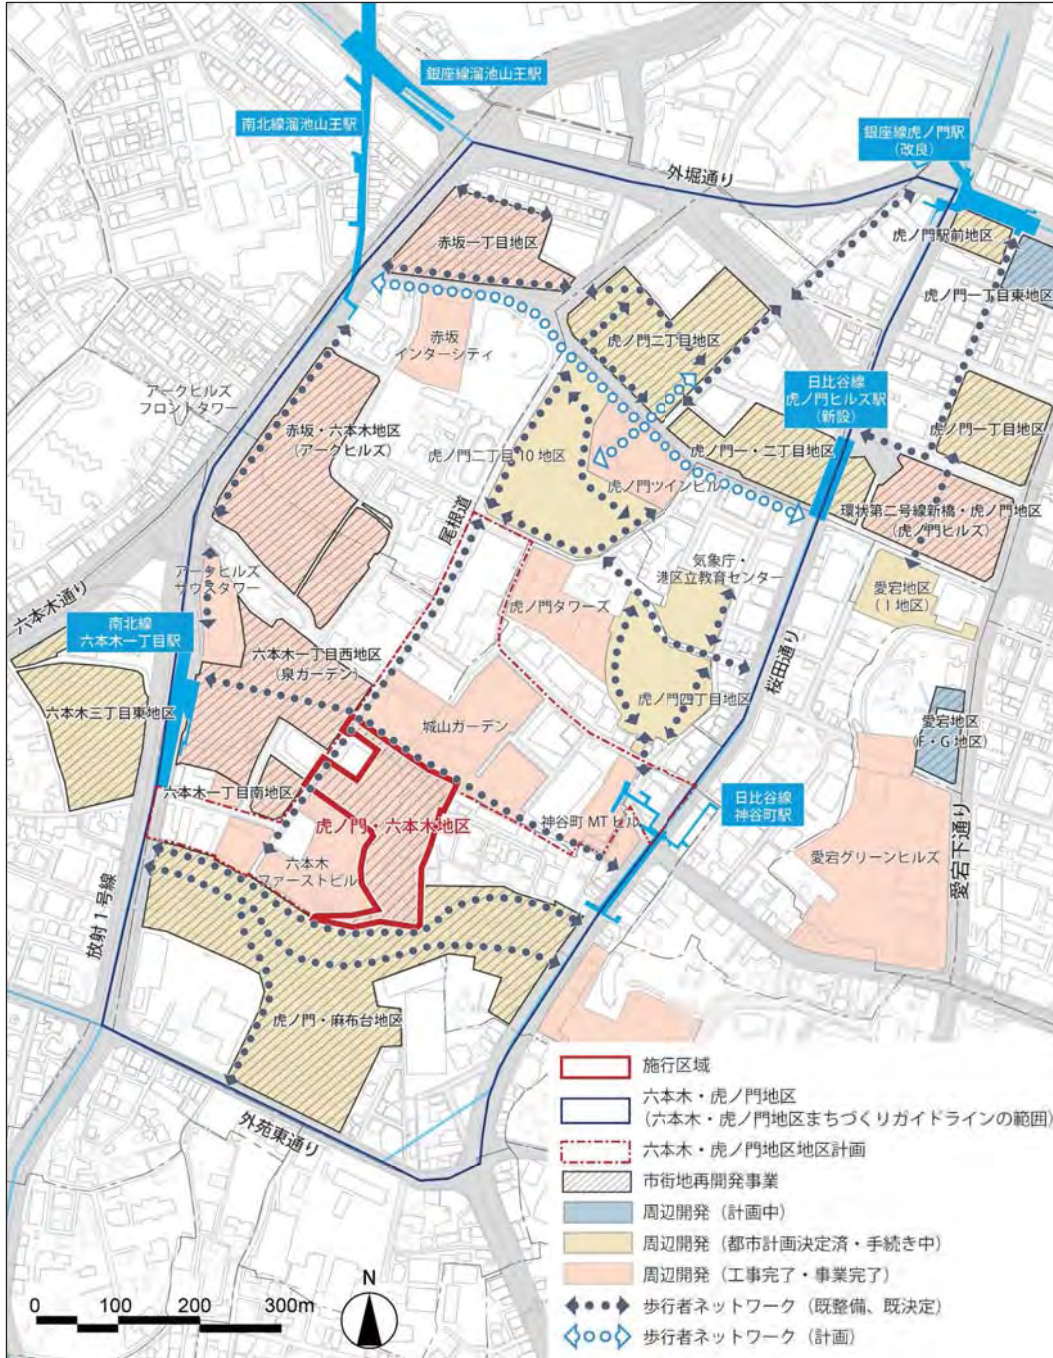 銀座線溜池山王駅
南北線溜池山王駅
銀座線虎ノ門駅
（改良）
外堀通り
赤坂一丁目地区
虎ノ門駅前地区
虎ノ門一丁目東地区
赤坂
インターシティ
虎ノ門二丁目地区
アークヒルズ
フロントタワー
日比谷線
虎ノ門ヒルズ駅
（新設）
赤坂・六本木地区
（アークヒルズ）
虎ノ門二丁目10地区
虎ノ門一・二丁目地区
虎ノ門一丁目地区
虎ノ門ツインビル
環状第二号線新橋・虎ノ門地区
（虎ノ門ヒルズ）
尾根道
気象庁・
港区立教育センター
アークヒルズ
サウスタワー
六本木通り
虎ノ門タワーズ
愛宕地区
（Ⅰ地区）
南北線
六本木一丁目駅
六本木一丁目西地区
（泉ガーデン）
桜田通り
六本木三丁目東地区
城山ガーデン
虎ノ門四丁目地区
愛宕地区
（F・G 地区）
六本木一丁目南地区
虎ノ門・六本木地区
神谷町 MT ビル
日比谷線
神谷町駅
六本木
ファーストビル
愛宕グリーンヒルズ
愛宕下通り
放射1号線
虎ノ門・麻布台地区
外苑東通り
施行区域
六本木・虎ノ門地区
（六本木・虎ノ門地区まちづくりガイドラインの範囲）
六本木・虎ノ門地区地区計画
市街地再開発事業
周辺開発（計画中）
周辺開発（都市計画決定済・手続き中）
周辺開発（工事完了・事業完了）
歩行者ネットワーク（既整備、既決定）
歩行者ネットワーク（計画）
0 100 200 300m
N